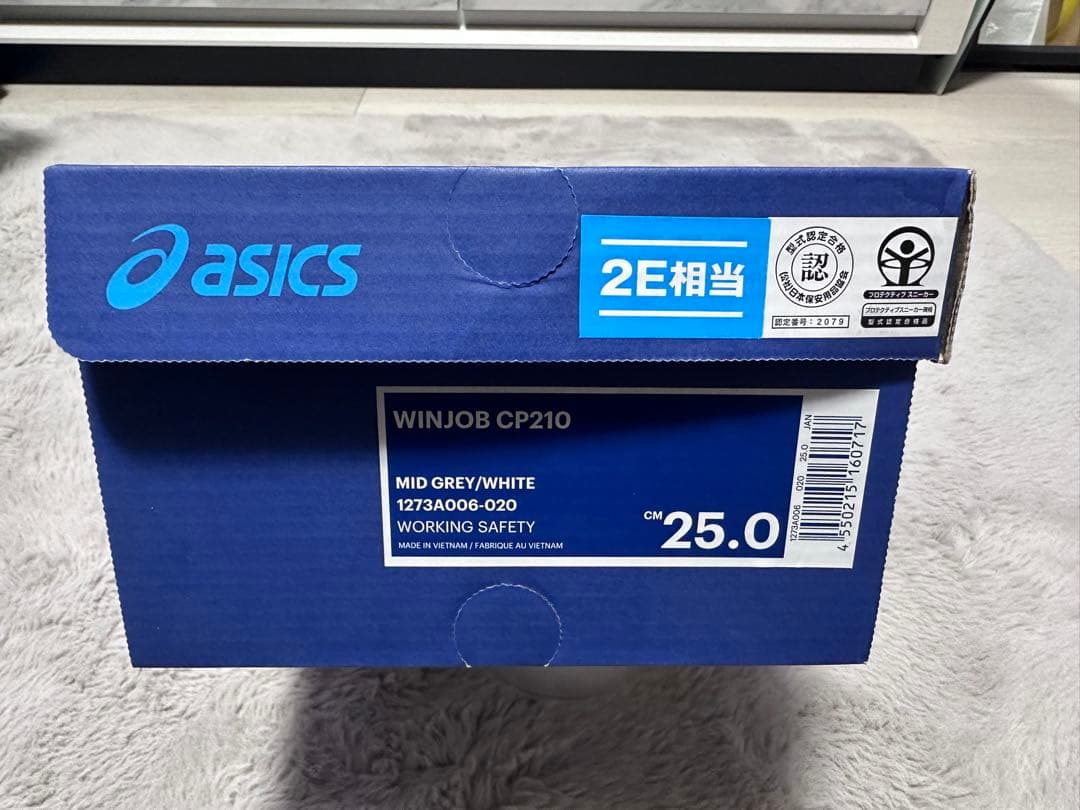 asics
2E相当
型式認定合格
認
(公社)日本保安用品協会
認定番号:2079
プロテクティブスニーカー
プロテクティブスニーカー規格
型式認定合格品
WINJOB CP210
MID GREY/WHITE
1273A006-020
WORKING SAFETY
MADE IN VIETNAM / FABRIQUE AU VIETNAM
CM 25.0
1273A006 020 25.0 JAN
4 550215 160717